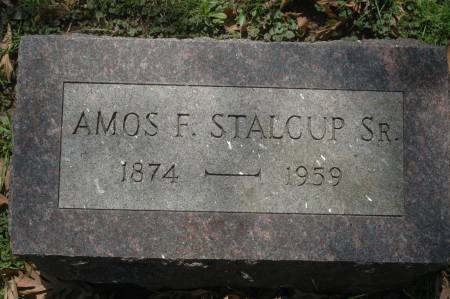 AMOS F. STALCUP SR.
1874 — 1959